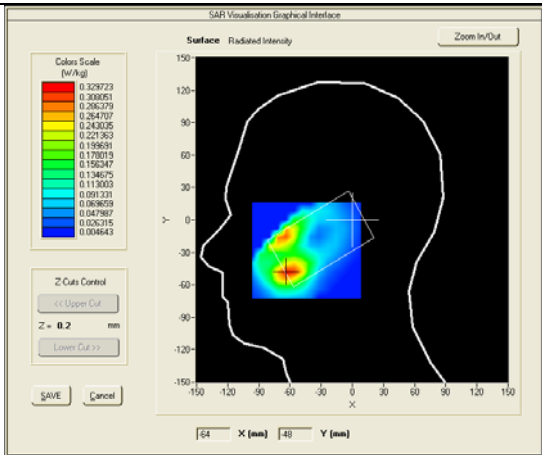 SAR Visualisation Graphical Interface
Surface Radiated Intensity
Zoom In/Out
Colors Scale
(W/kg)
0.329723
0.308051
0.286379
0.264707
0.243035
0.221363
0.199691
0.178019
0.156347
0.134675
0.113003
0.091331
0.069659
0.047987
0.026315
0.004643
Z Cuts Control
<< Upper Cut
Z = 0.2 mm
Lower Cut >>
SAVE Cancel
150
120
90
60
30
0
-30
-60
-90
-120
-150
Y
-150 -120 -90 -60 -30 0 30 60 90 120 150
X
-64 X (mm) -48 Y (mm)